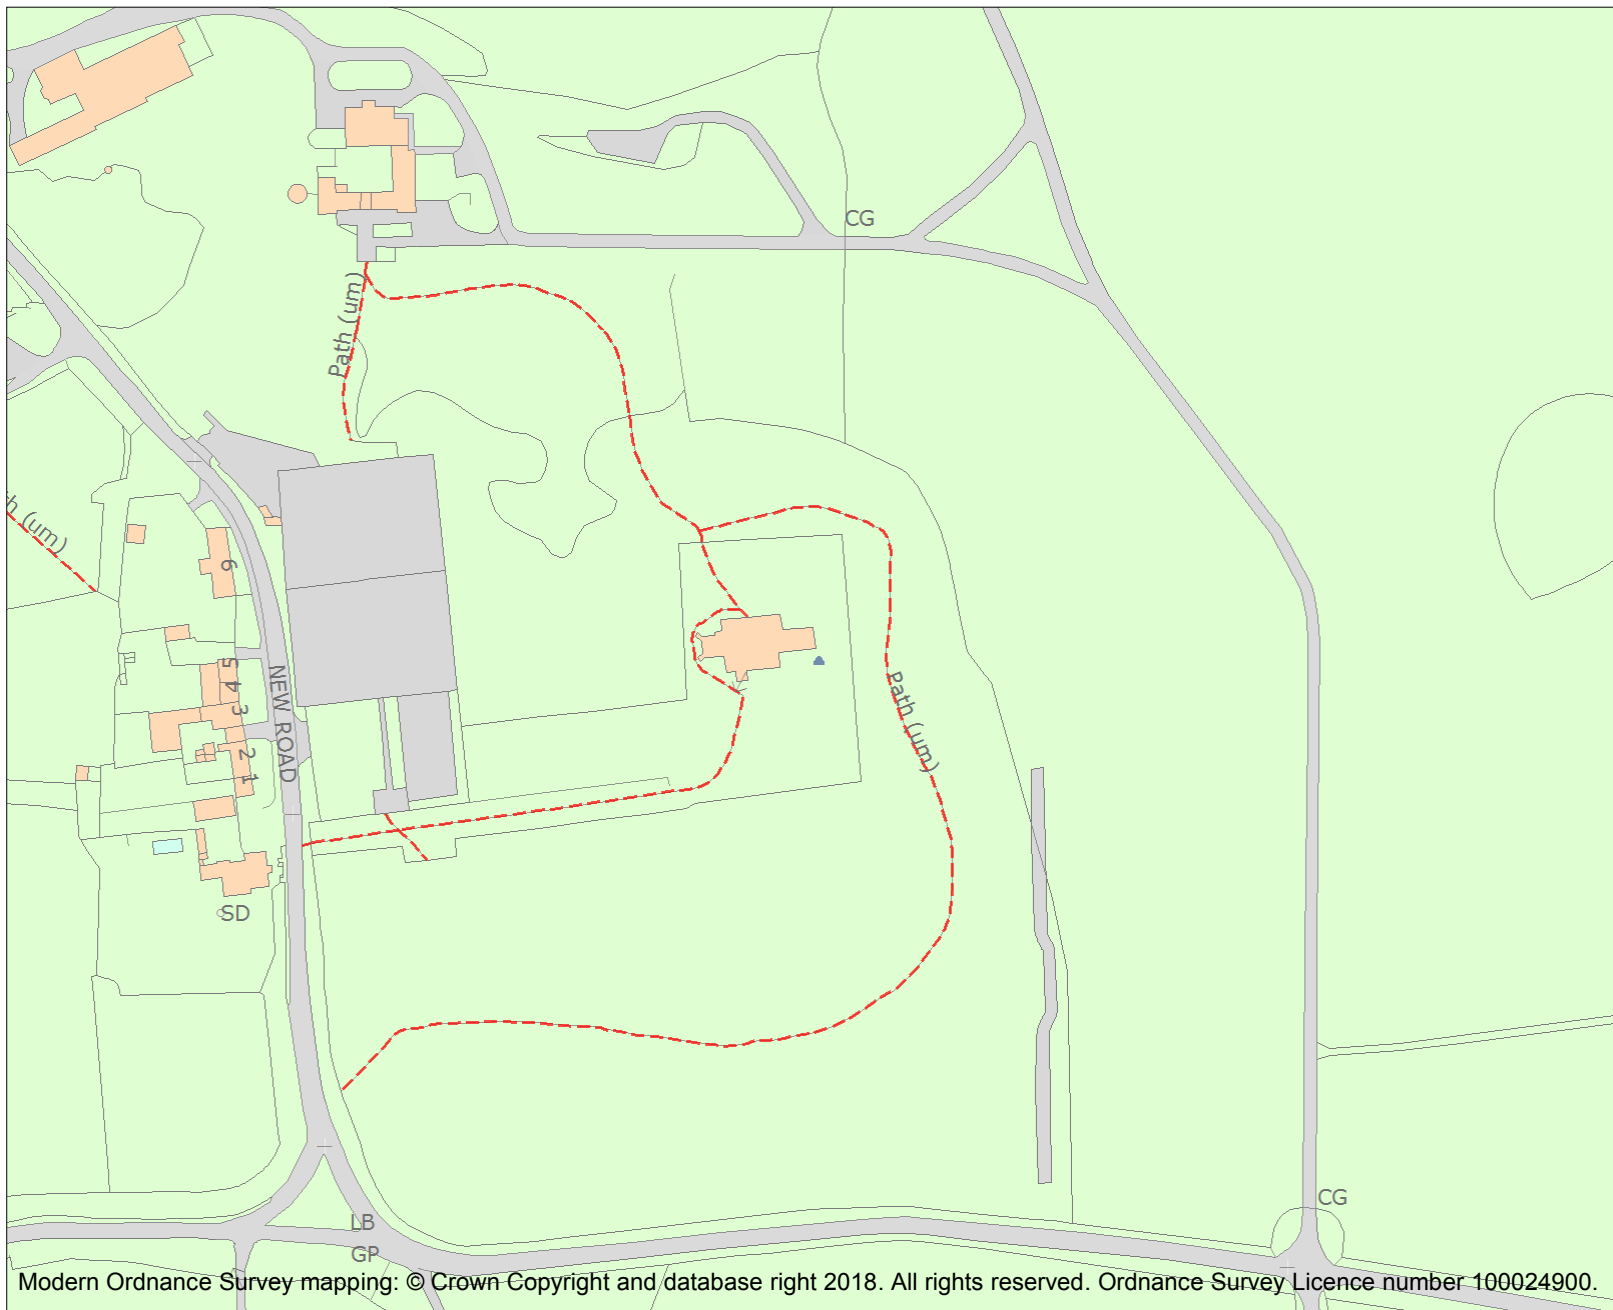 CG
Path (um)
th (um)
6
5
4
3
2
1
NEW ROAD
Path (um)
SD
CG
LB
GP
Modern Ordnance Survey mapping: © Crown Copyright and database right 2018. All rights reserved. Ordnance Survey Licence number 100024900.